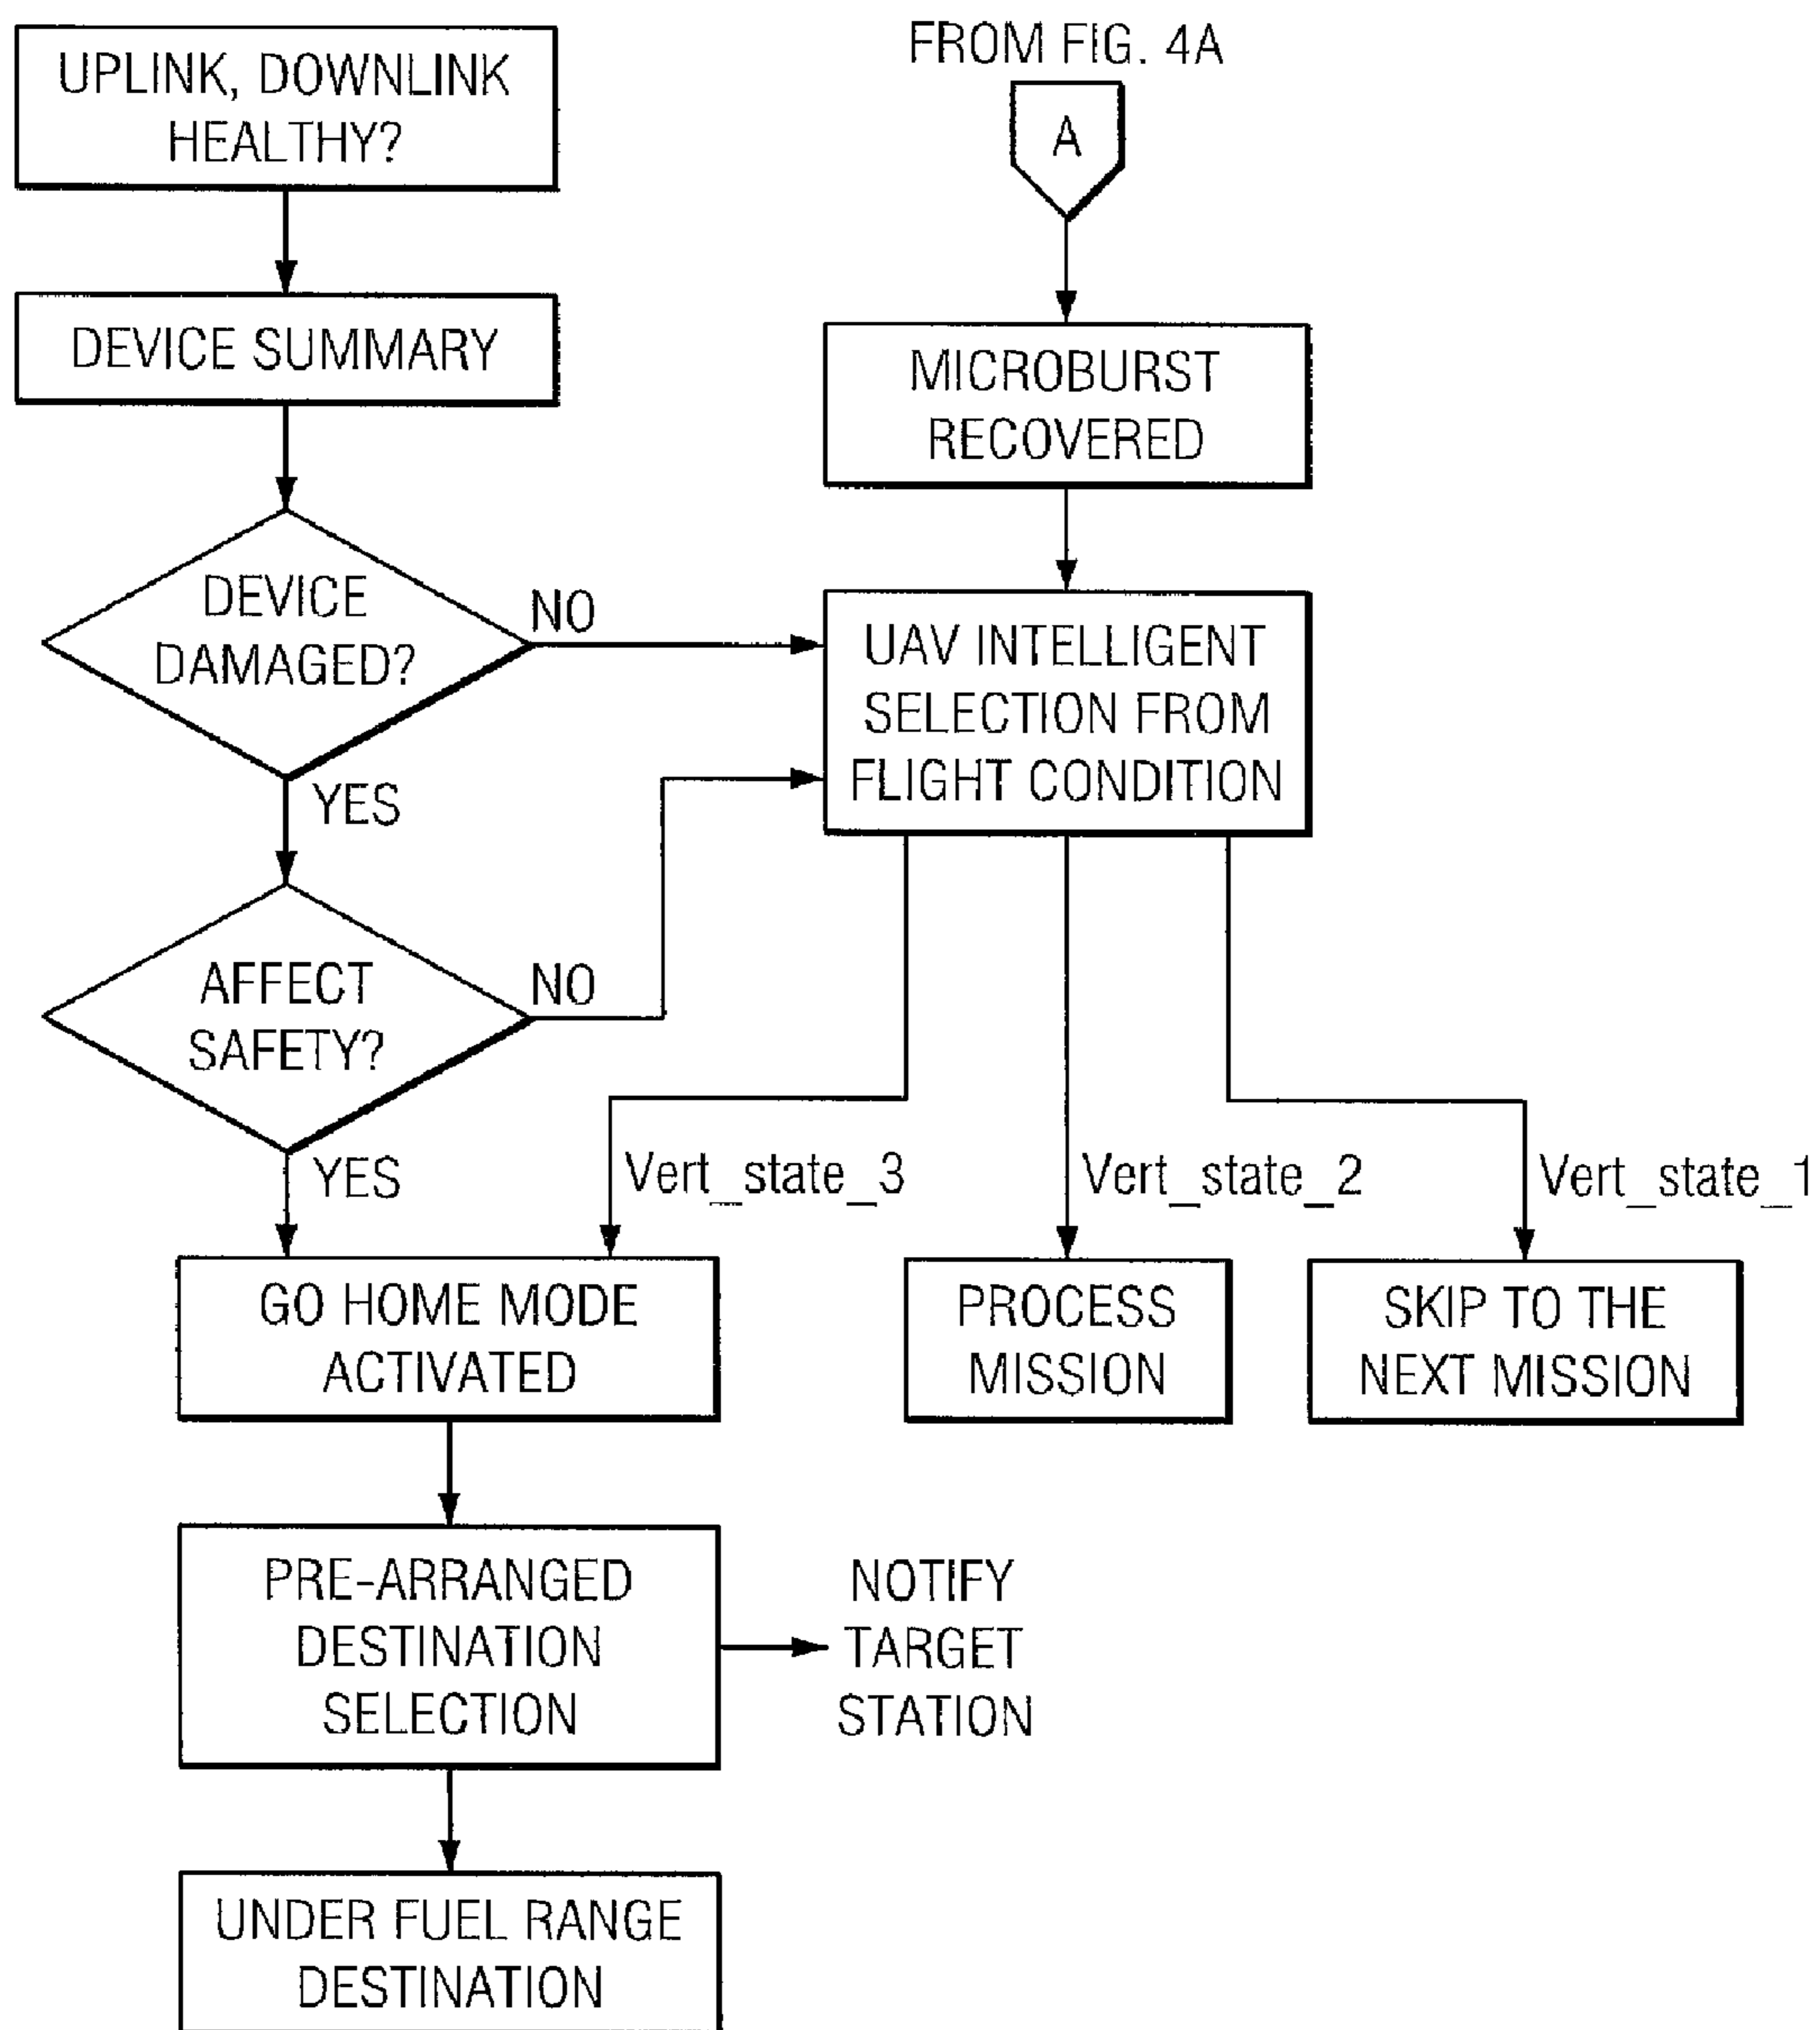 UPLINK, DOWNLINK
HEALTHY?
DEVICE SUMMARY
DEVICE
DAMAGED?
NO
YES
AFFECT
SAFETY?
NO
YES
FROM FIG. 4A
A
MICROBURST
RECOVERED
UAV INTELLIGENT
SELECTION FROM
FLIGHT CONDITION
Vert_state_3
Vert_state_2
Vert_state_1
GO HOME MODE
ACTIVATED
PROCESS
MISSION
SKIP TO THE
NEXT MISSION
PRE-ARRANGED
DESTINATION
SELECTION
NOTIFY
TARGET
STATION
UNDER FUEL RANGE
DESTINATION